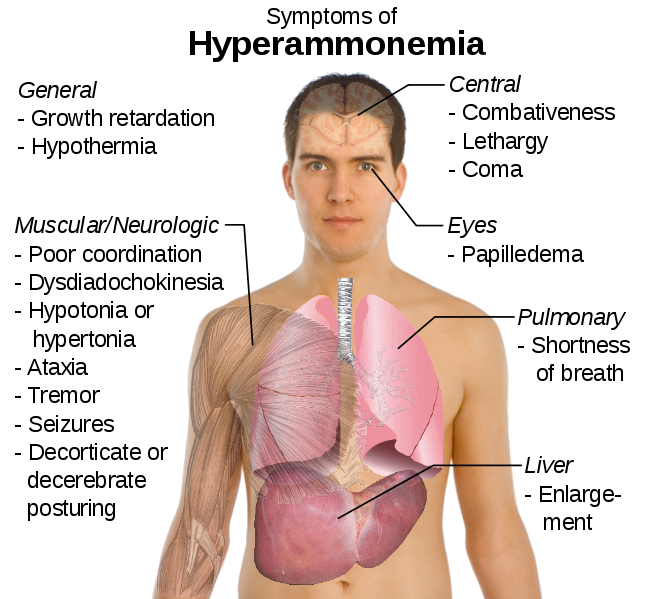 Symptoms of
Hyperammonemia
General
- Growth retardation
- Hypothermia
Central
- Combativeness
- Lethargy
- Coma
Muscular/Neurologic
- Poor coordination
- Dysdiadochokinesia
- Hypotonia or
hypertonia
- Ataxia
- Tremor
- Seizures
- Decorticate or
decerebrate
posturing
Eyes
- Papilledema
Pulmonary
- Shortness
of breath
Liver
- Enlarge-
ment